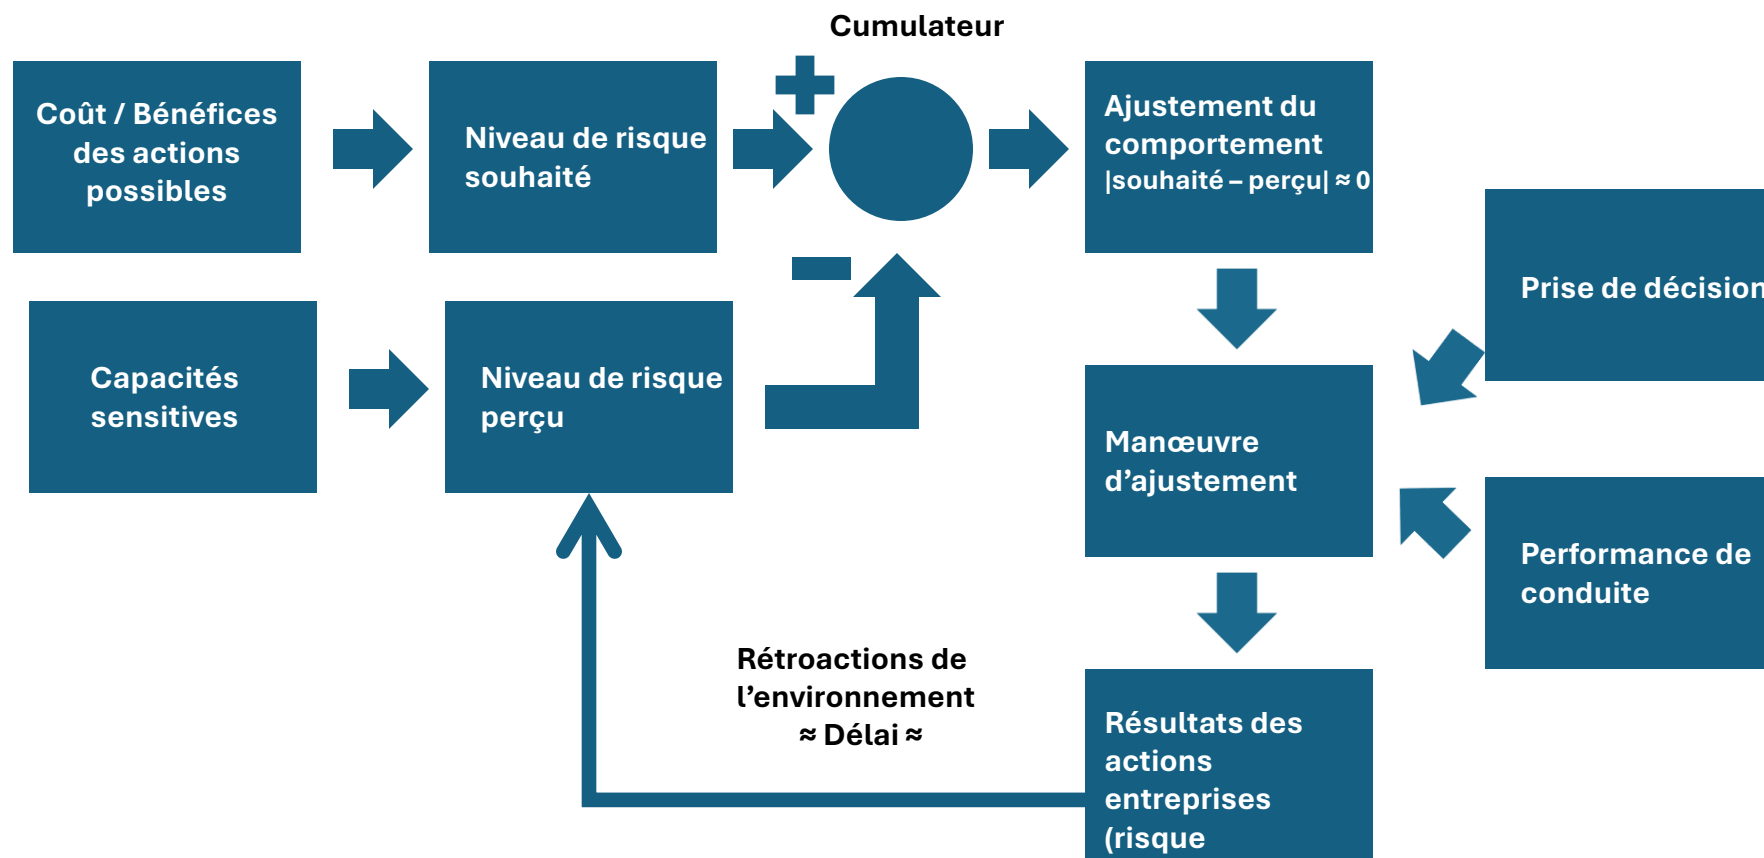 Cumulateur
Coût / Bénéfices
des actions
possibles
Niveau de risque
souhaité
Ajustement du
comportement
|souhaité – perçu| ≈ 0
Prise de décision
Capacités
sensitives
Niveau de risque
perçu
Manœuvre
d’ajustement
Performance de
conduite
Rétroactions de
l’environnement
≈ Délai ≈
Résultats des
actions
entreprises
(risque